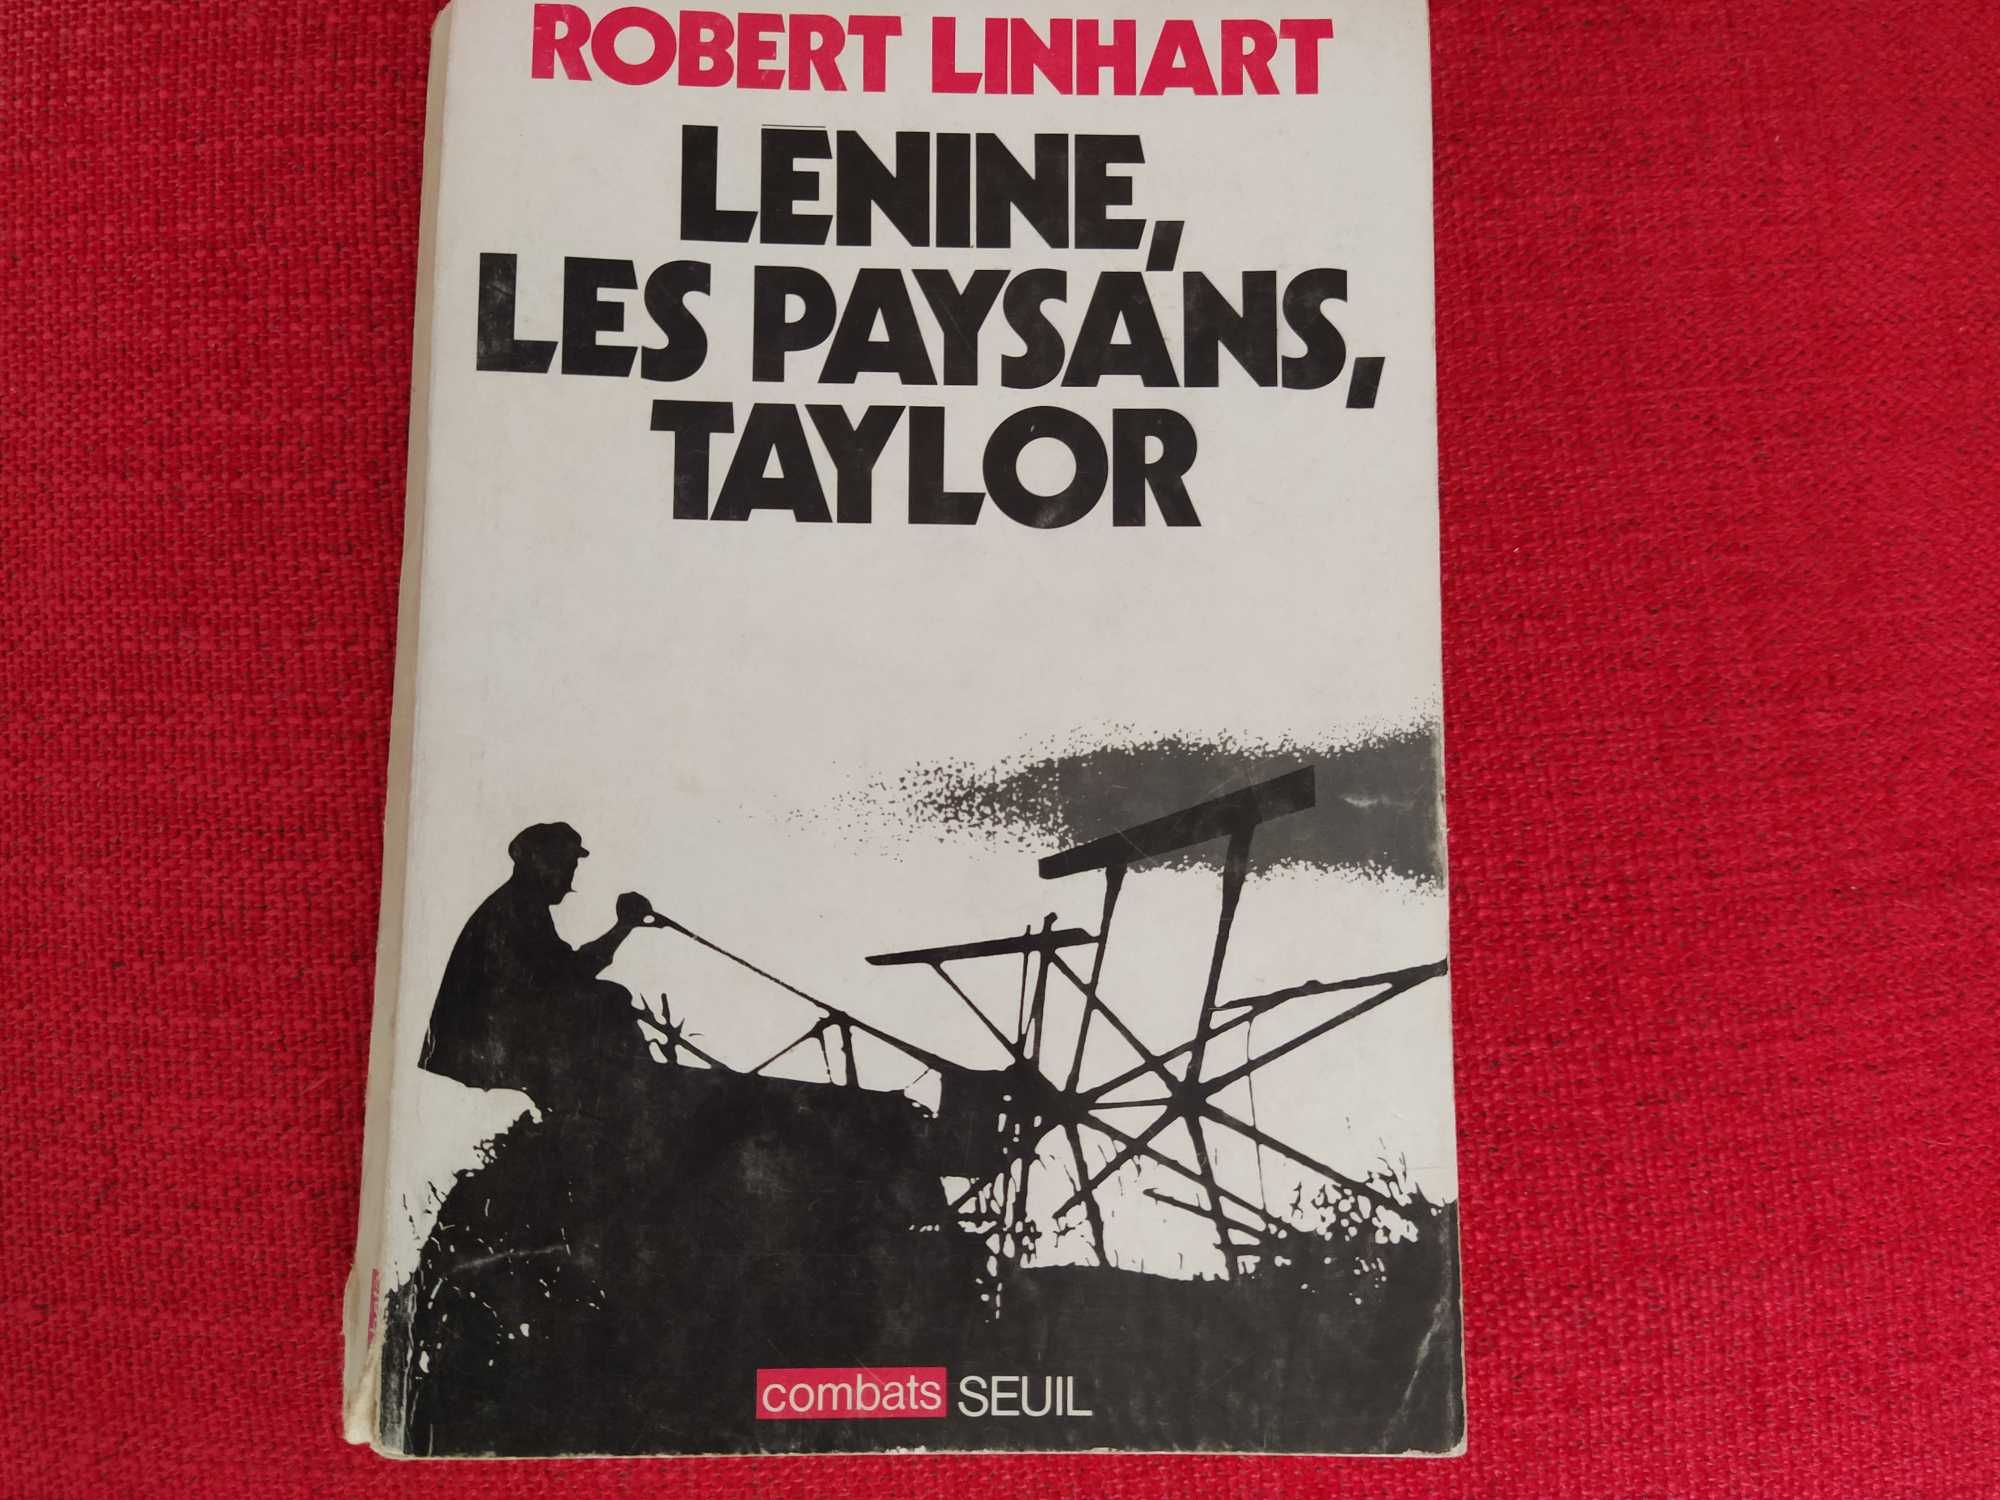 ROBERT LINHART
LÉNINE,
LES PAYSANS,
TAYLOR
combats SEUIL